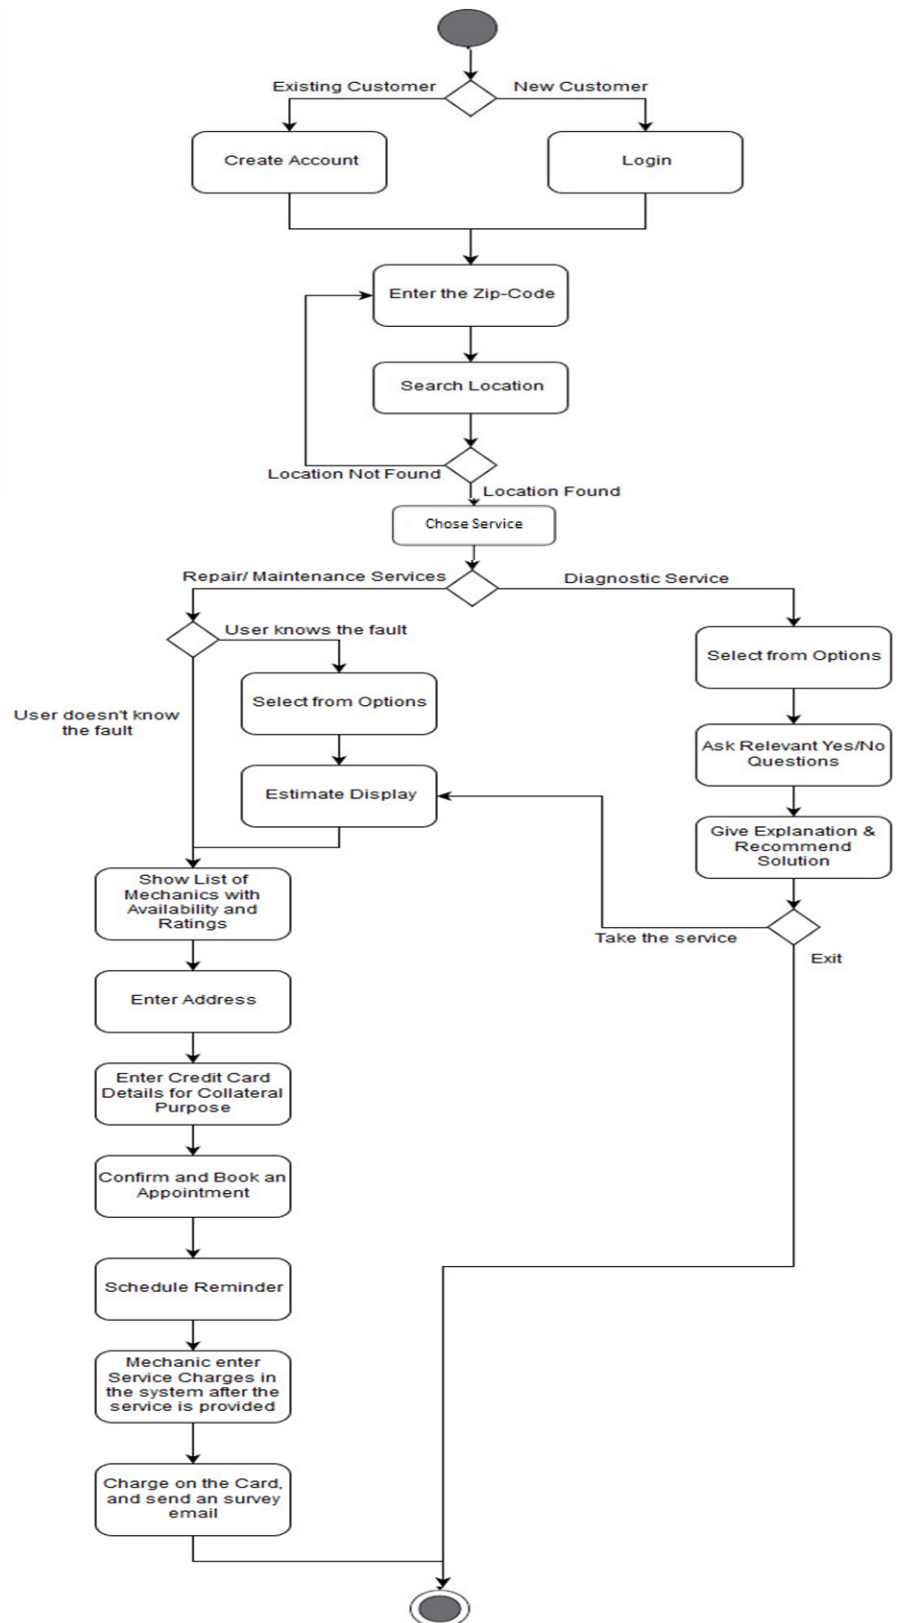 Existing Customer
New Customer
Create Account
Login
Enter the Zip-Code
Search Location
Location Not Found
Location Found
Chose Service
Repair/ Maintenance Services
Diagnostic Service
User knows the fault
Select from Options
Select from Options
User doesn't know
the fault
Ask Relevant Yes/No
Questions
Estimate Display
Give Explanation &
Recommend
Solution
Show List of
Mechanics with
Availability and
Ratings
Take the service
Exit
Enter Address
Enter Credit Card
Details for Collateral
Purpose
Confirm and Book an
Appointment
Schedule Reminder
Mechanic enter
Service Charges in
the system after the
service is provided
Charge on the Card,
and send an survey
email